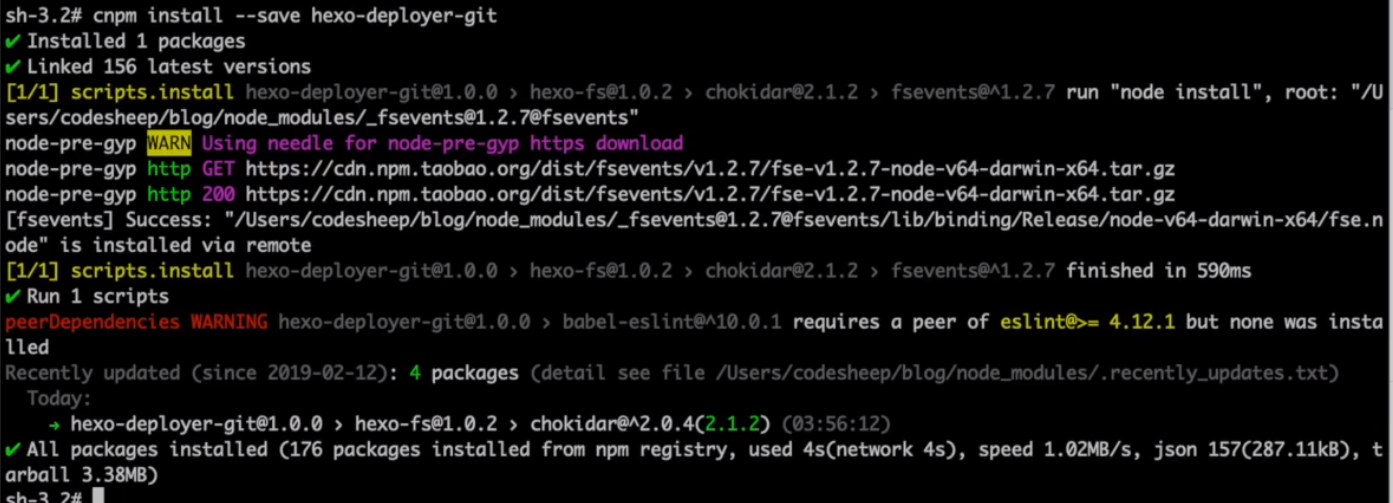 sh-3.2# cnpm install --save hexo-deployer-git
✔ Installed 1 packages
✔ Linked 156 latest versions
[1/1] scripts.install hexo-deployer-git@1.0.0 › hexo-fs@1.0.2 › chokidar@2.1.2 › fsevents@^1.2.7 run "node install", root: "/U
sers/codesheep/blog/node_modules/_fsevents@1.2.7@fsevents"
node-pre-gyp WARN Using needle for node-pre-gyp https download
node-pre-gyp http GET https://cdn.npm.taobao.org/dist/fsevents/v1.2.7/fse-v1.2.7-node-v64-darwin-x64.tar.gz
node-pre-gyp http 200 https://cdn.npm.taobao.org/dist/fsevents/v1.2.7/fse-v1.2.7-node-v64-darwin-x64.tar.gz
[fsevents] Success: "/Users/codesheep/blog/node_modules/_fsevents@1.2.7@fsevents/lib/binding/Release/node-v64-darwin-x64/fse.n
ode" is installed via remote
[1/1] scripts.install hexo-deployer-git@1.0.0 › hexo-fs@1.0.2 › chokidar@2.1.2 › fsevents@^1.2.7 finished in 590ms
✔ Run 1 scripts
peerDependencies WARNING hexo-deployer-git@1.0.0 › babel-eslint@^10.0.1 requires a peer of eslint@>= 4.12.1 but none was insta
lled
Recently updated (since 2019-02-12): 4 packages (detail see file /Users/codesheep/blog/node_modules/.recently_updates.txt)
Today:
→ hexo-deployer-git@1.0.0 › hexo-fs@1.0.2 › chokidar@^2.0.4(2.1.2) (03:56:12)
✔ All packages installed (176 packages installed from npm registry, used 4s(network 4s), speed 1.02MB/s, json 157(287.11kB), t
arball 3.38MB)
sh-3.2#